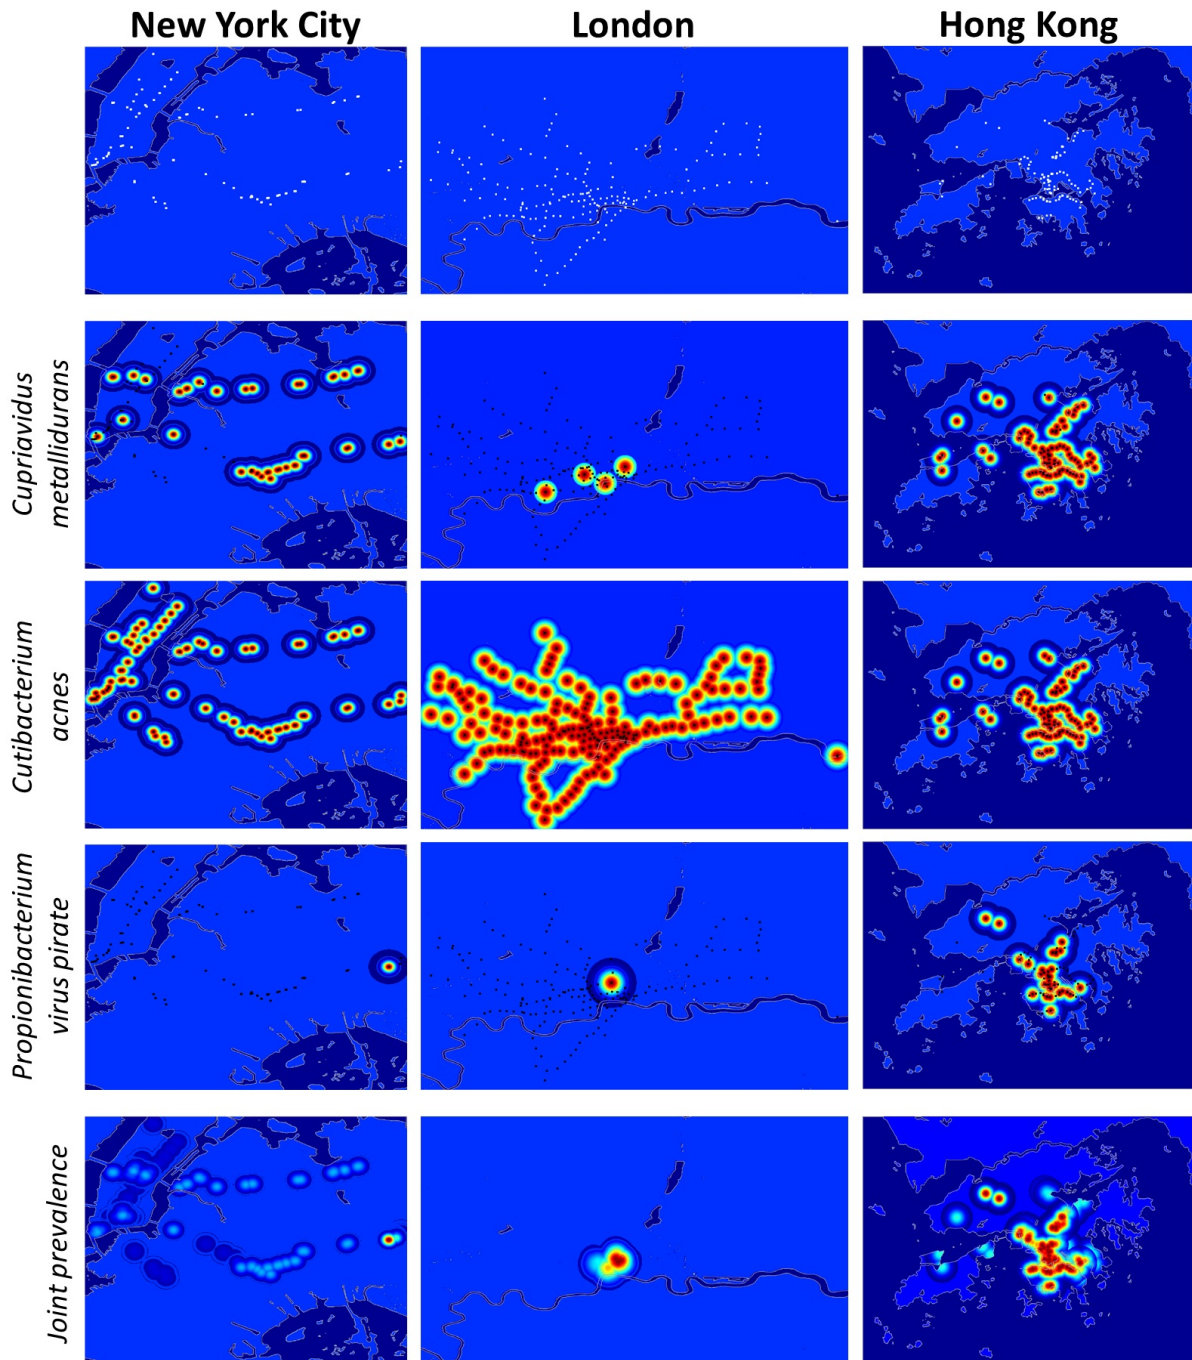 New York City
London
Hong Kong
Cupriavidus
metallidurans
Cutibacterium
acnes
Propionibacterium
virus pirate
Joint prevalence